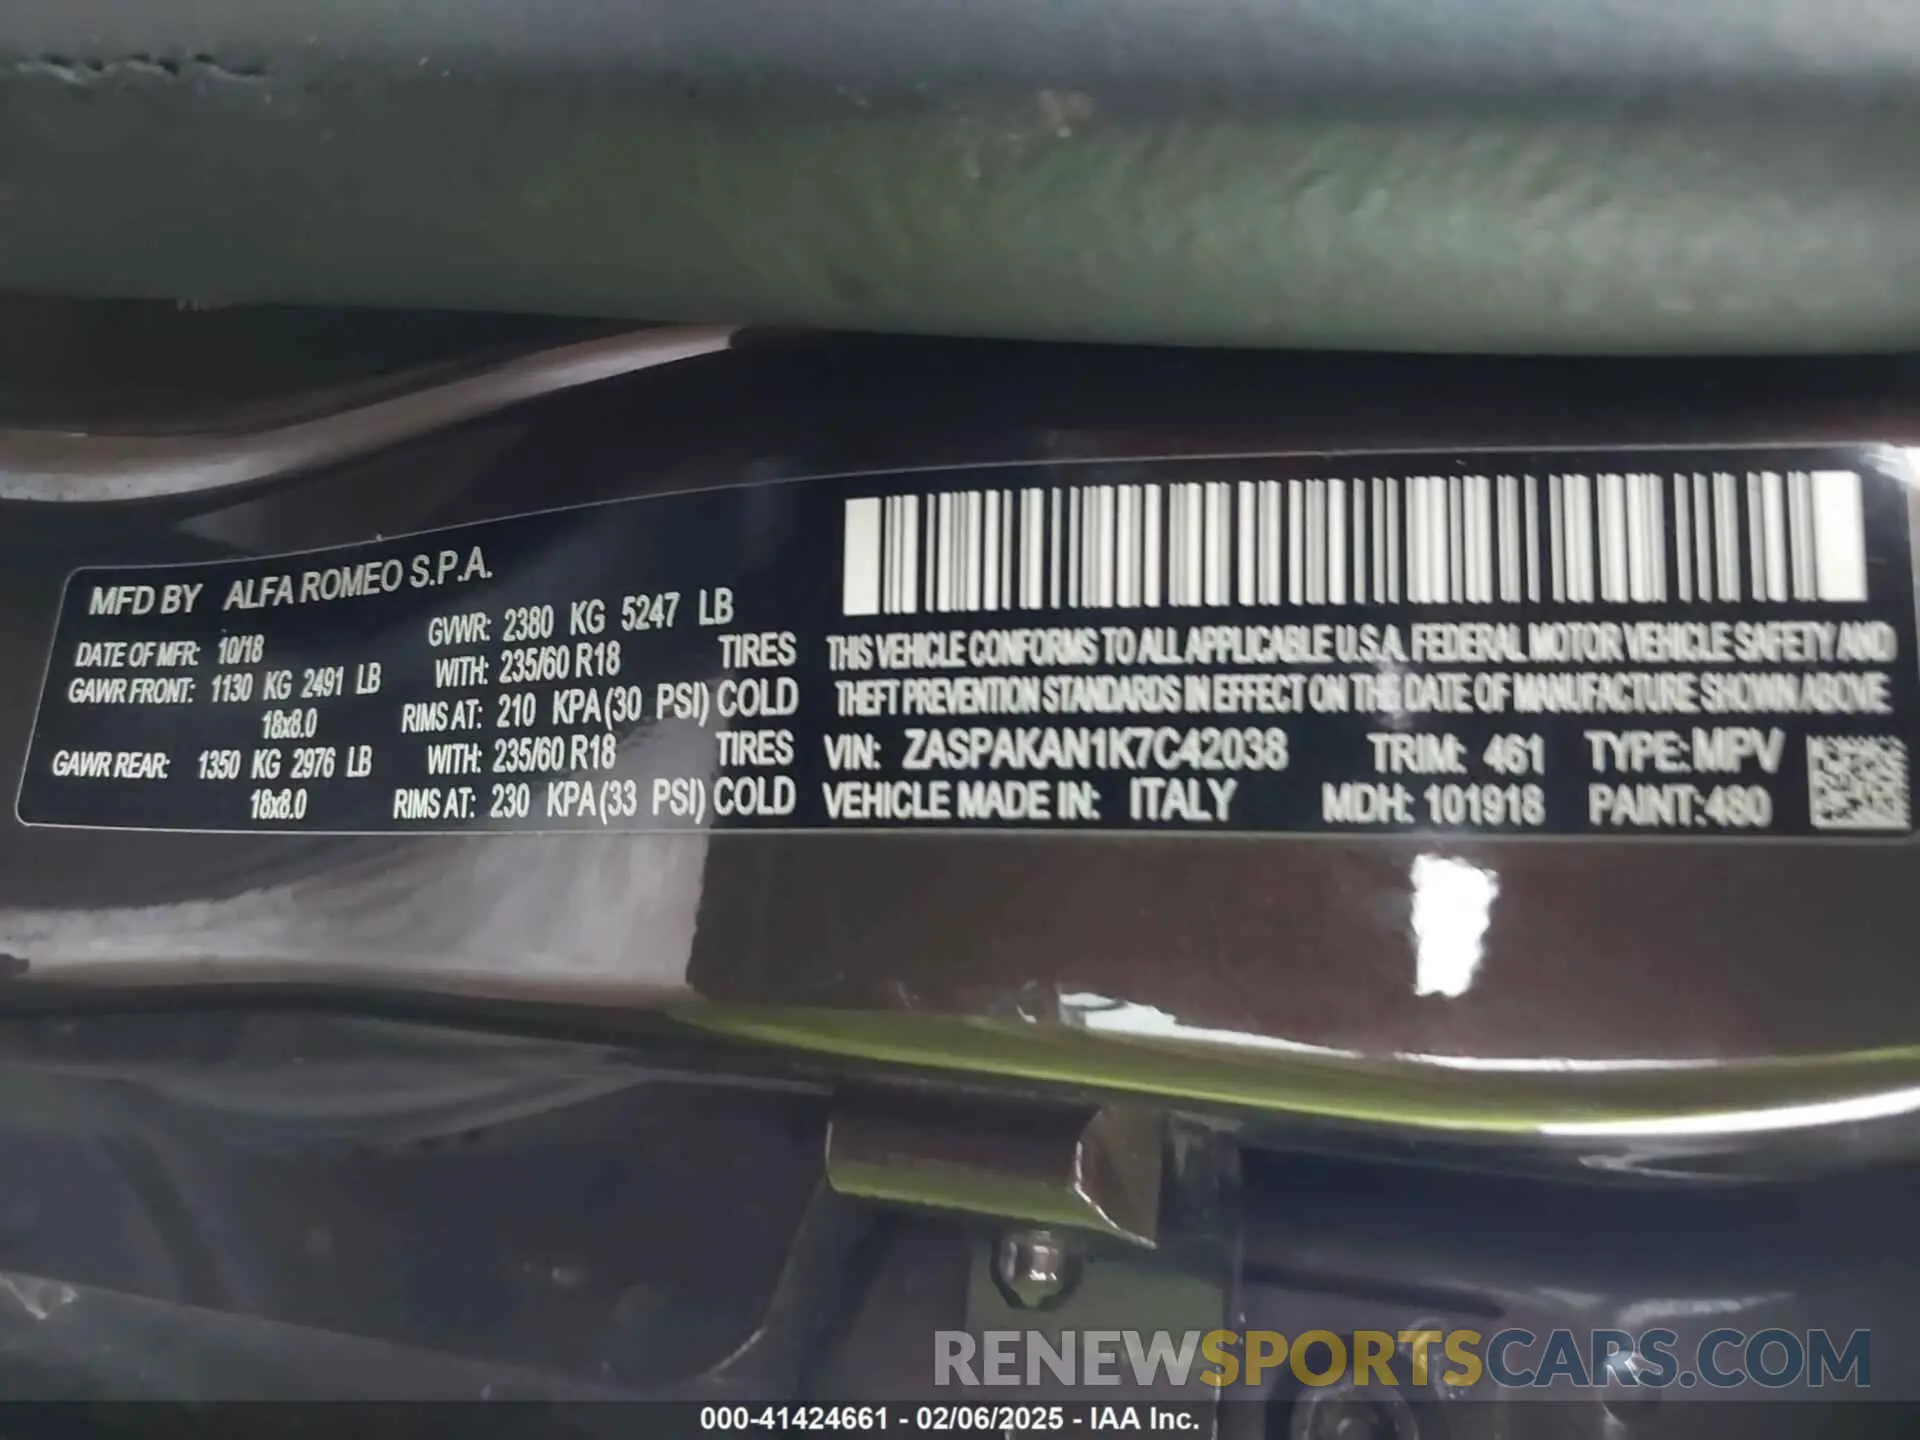 MFD BY ALFA ROMEO S.P.A.
DATE OF MFR: 10/18 GVWR: 2380 KG 5247 LB
GAWR FRONT: 1130 KG 2491 LB WITH: 235/60 R18 TIRES
18x8.0 RIMS AT: 210 KPA (30 PSI) COLD
GAWR REAR: 1350 KG 2976 LB WITH: 235/60 R18 TIRES
18x8.0 RIMS AT: 230 KPA (33 PSI) COLD
THIS VEHICLE CONFORMS TO ALL APPLICABLE U.S.A. FEDERAL MOTOR VEHICLE SAFETY AND
THEFT PREVENTION STANDARDS IN EFFECT ON THE DATE OF MANUFACTURE SHOWN ABOVE
VIN: ZASPAKAN1K7C42038 TRIM: 461 TYPE: MPV
VEHICLE MADE IN: ITALY MDH: 101918 PAINT: 480
RENEWSPORTSCARS.COM
000-41424661 - 02/06/2025 - IAA Inc.